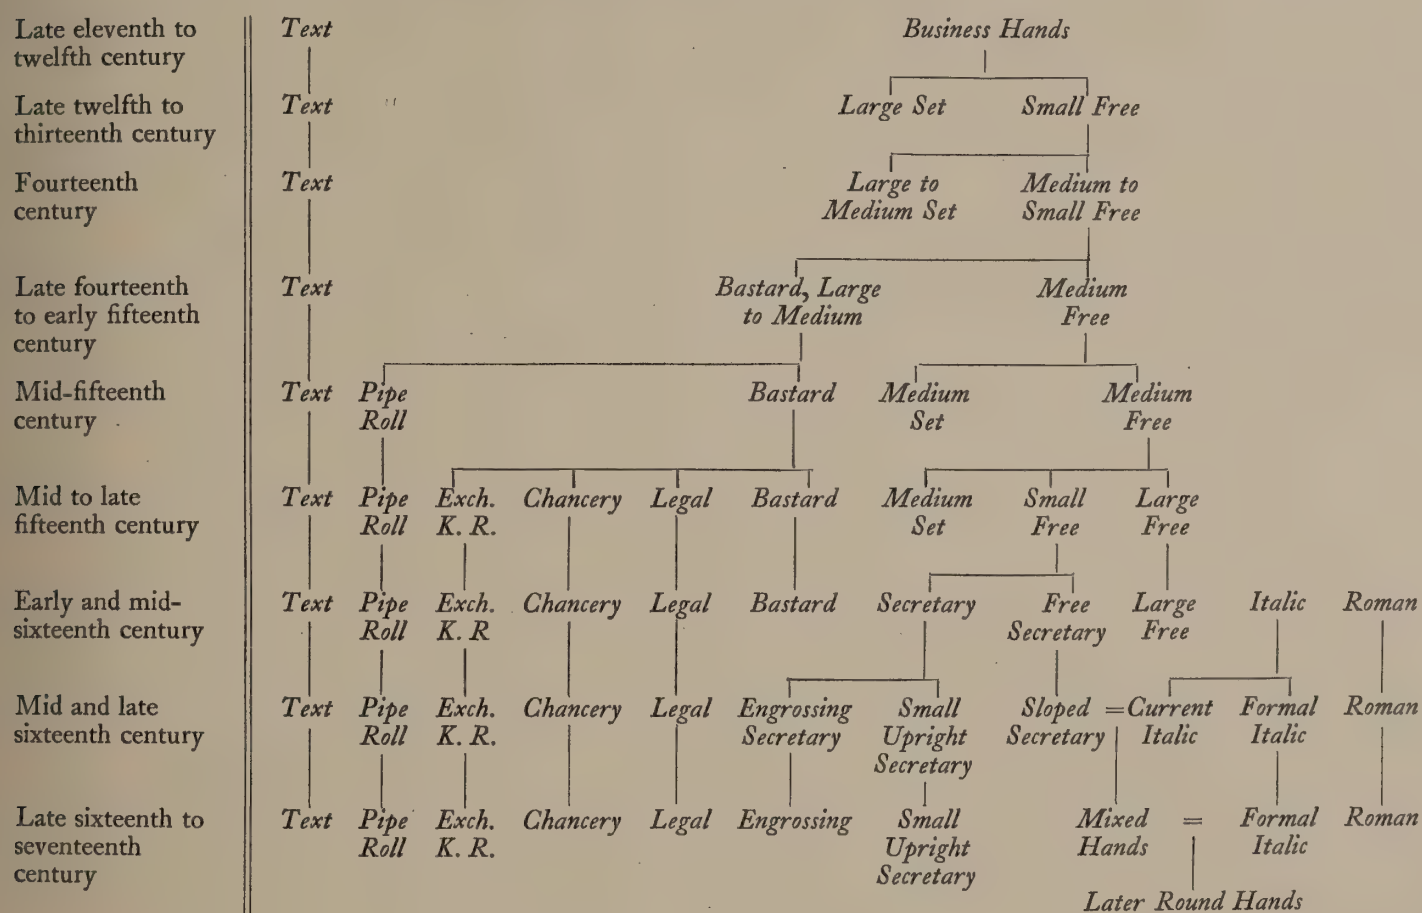 Late eleventh to Text Business Hands
twelfth century
Late twelfth to Text Large Set Small Free
thirteenth century
Fourteenth Text Large to Medium to
century Medium Set Small Free
Late fourteenth Text Bastard, Large Medium
to early fifteenth to Medium Free
century
Mid-fifteenth Text Pipe Bastard Medium Medium
century Roll Set Free
Mid to late Text Pipe Exch. Chancery Legal Bastard Medium Small Large
fifteenth century Roll K. R. Set Free Free
Early and mid- Text Pipe Exch. Chancery Legal Bastard Secretary Free Large Italic Roman
sixteenth century Roll K. R Secretary Free
Mid and late Text Pipe Exch. Chancery Legal Engrossing Small Sloped = Current Formal Roman
sixteenth century Roll K. R. Secretary Upright Secretary Italic Italic
Secretary
Late sixteenth to Text Pipe Exch. Chancery Legal Engrossing Small Mixed = Formal Roman
seventeenth Roll K. R. Upright Hands Italic
century Secretary
Later Round Hands